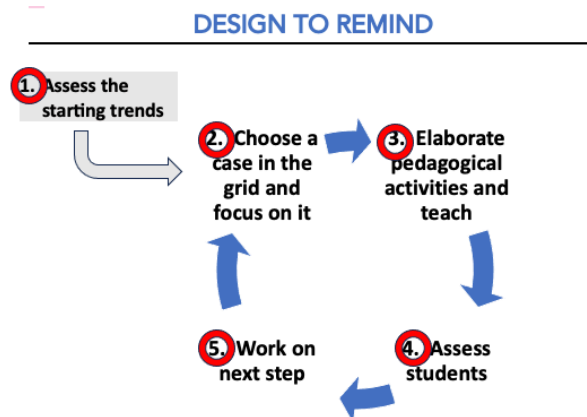 DESIGN TO REMIND
1. Assess the
starting trends
2. Choose a
case in the
grid and
focus on it
3. Elaborate
pedagogical
activities and
teach
4. Assess
students
5. Work on
next step